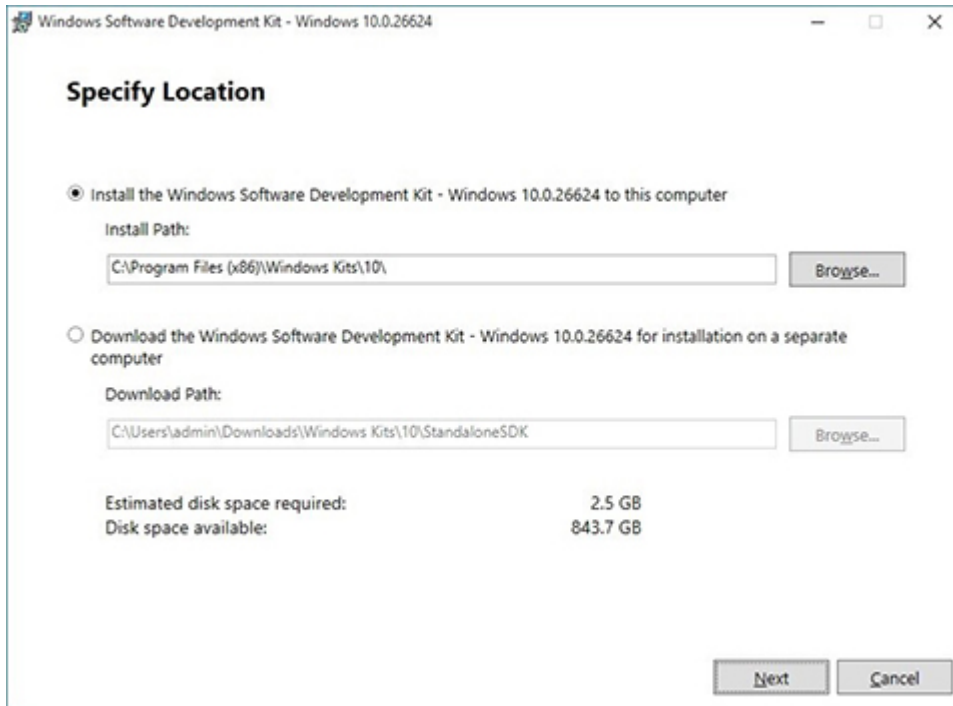 Windows Software Development Kit - Windows 10.0.26624
Specify Location
Install the Windows Software Development Kit - Windows 10.0.26624 to this computer
Install Path:
C:\Program Files (x86)\Windows Kits\10\
Browse...
Download the Windows Software Development Kit - Windows 10.0.26624 for installation on a separate
computer
Download Path:
C:\Users\admin\Downloads\Windows Kits\10\StandaloneSDK
Browse...
Estimated disk space required: 2.5 GB
Disk space available: 843.7 GB
Next Cancel